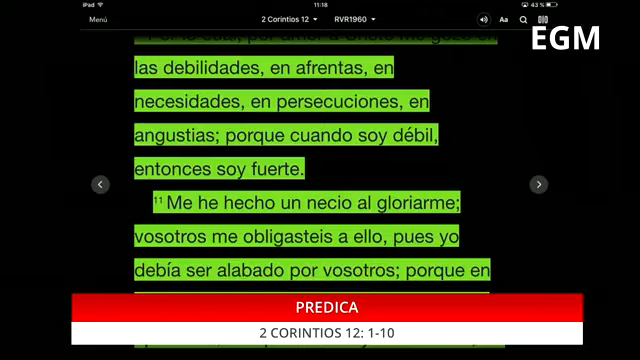 iPad 11:18 43 %
Menú 2 Corintios 12 RVR1960 Aa
EGM
las debilidades, en afrentas, en
necesidades, en persecuciones, en
angustias; porque cuando soy débil,
entonces soy fuerte.
11 Me he hecho un necio al gloriarme;
vosotros me obligasteis a ello, pues yo
debía ser alabado por vosotros; porque en
PREDICA
2 CORINTIOS 12: 1-10